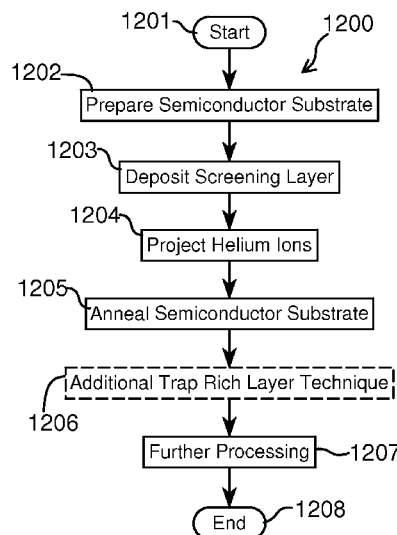 1201
Start
1200
1202
Prepare Semiconductor Substrate
1203
Deposit Screening Layer
1204
Project Helium Ions
1205
Anneal Semiconductor Substrate
Additional Trap Rich Layer Technique
1206
Further Processing
1207
End
1208